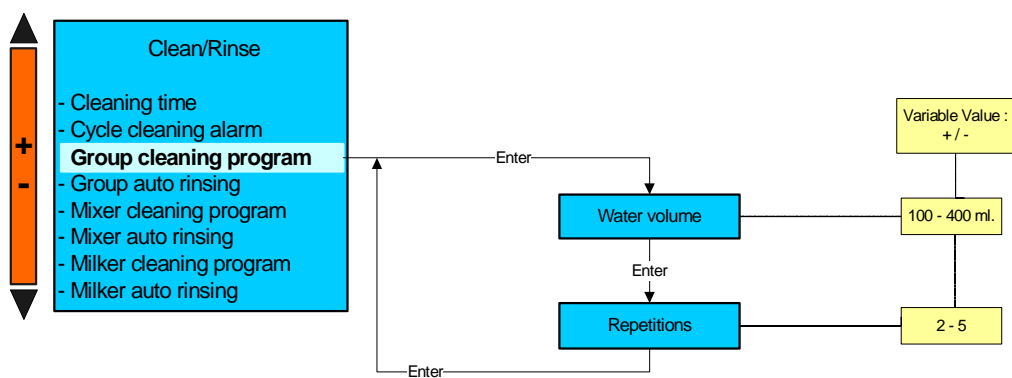 Clean/Rinse
- Cleaning time
- Cycle cleaning alarm
Group cleaning program
- Group auto rinsing
- Mixer cleaning program
- Mixer auto rinsing
- Milker cleaning program
- Milker auto rinsing
+
-
Enter
Variable Value :
+ / -
Water volume
100 - 400 ml.
Enter
Repetitions
2 - 5
Enter